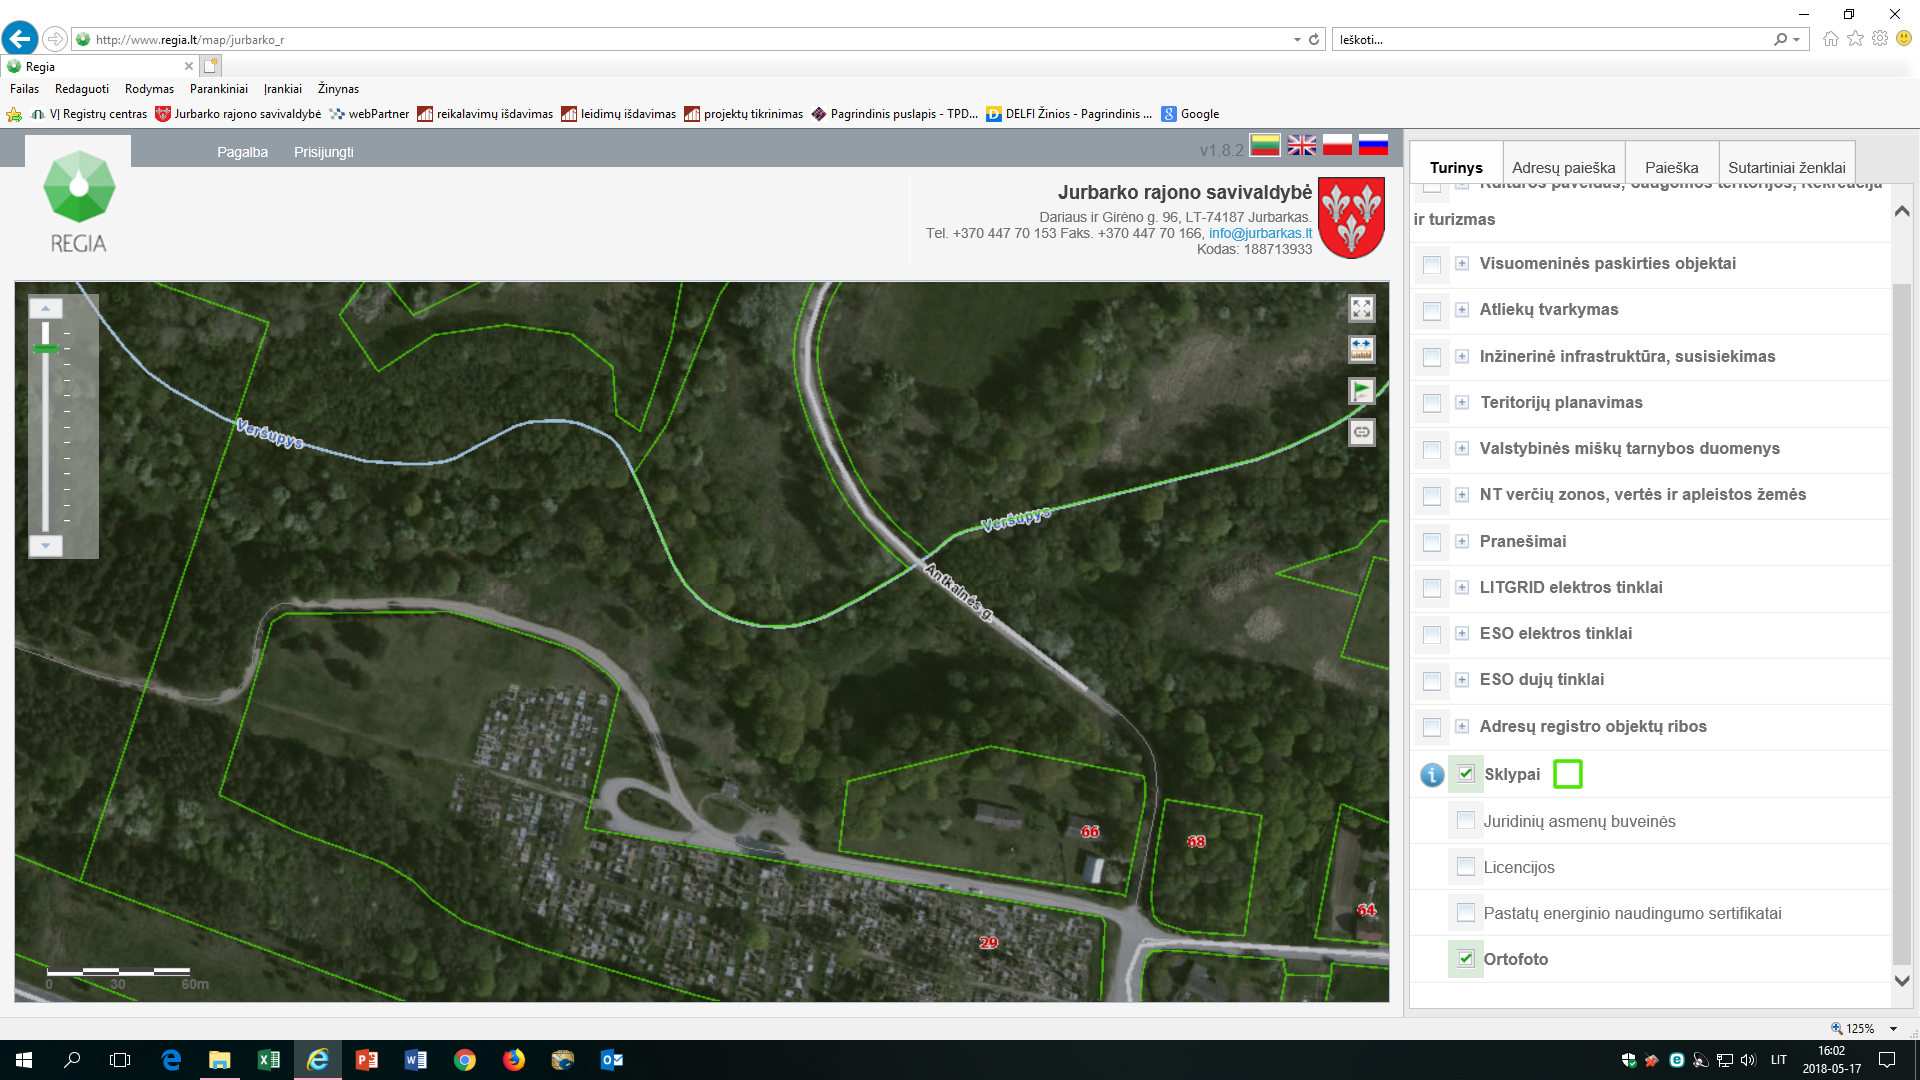 http://www.regia.lt/map/jurbarko_r
Ieškoti...
Regia
Failas Redaguoti Rodymas Parankiniai Įrankiai Žinynas
VĮ Registrų centras Jurbarko rajono savivaldybė webPartner reikalavimų išdavimas leidimų išdavimas projektų tikrinimas Pagrindinis puslapis - TPD... DELFI Žinios - Pagrindinis ... Google
Pagalba Prisijungti
v1.8.2
REGIA
Jurbarko rajono savivaldybė
Dariaus ir Girėno g. 96, LT-74187 Jurbarkas.
Tel. +370 447 70 153 Faks. +370 447 70 166, info@jurbarkas.lt
Kodas: 188713933
Turinys Adresų paieška Paieška Sutartiniai ženklai
Kultūros paveldas, Saugomos teritorijos, Rekreacija
ir turizmas
Visuomeninės paskirties objektai
Atliekų tvarkymas
Inžinerinė infrastruktūra, susisiekimas
Teritorijų planavimas
Valstybinės miškų tarnybos duomenys
NT verčių zonos, vertės ir apleistos žemės
Pranešimai
LITGRID elektros tinklai
ESO elektros tinklai
ESO dujų tinklai
Adresų registro objektų ribos
Sklypai
Juridinių asmenų buveinės
Licencijos
Pastatų energinio naudingumo sertifikatai
Ortofoto
Veršupys
Veršupys
Antkalnės g.
66
68
64
29
0 30 60m
125%
LIT
16:02
2018-05-17